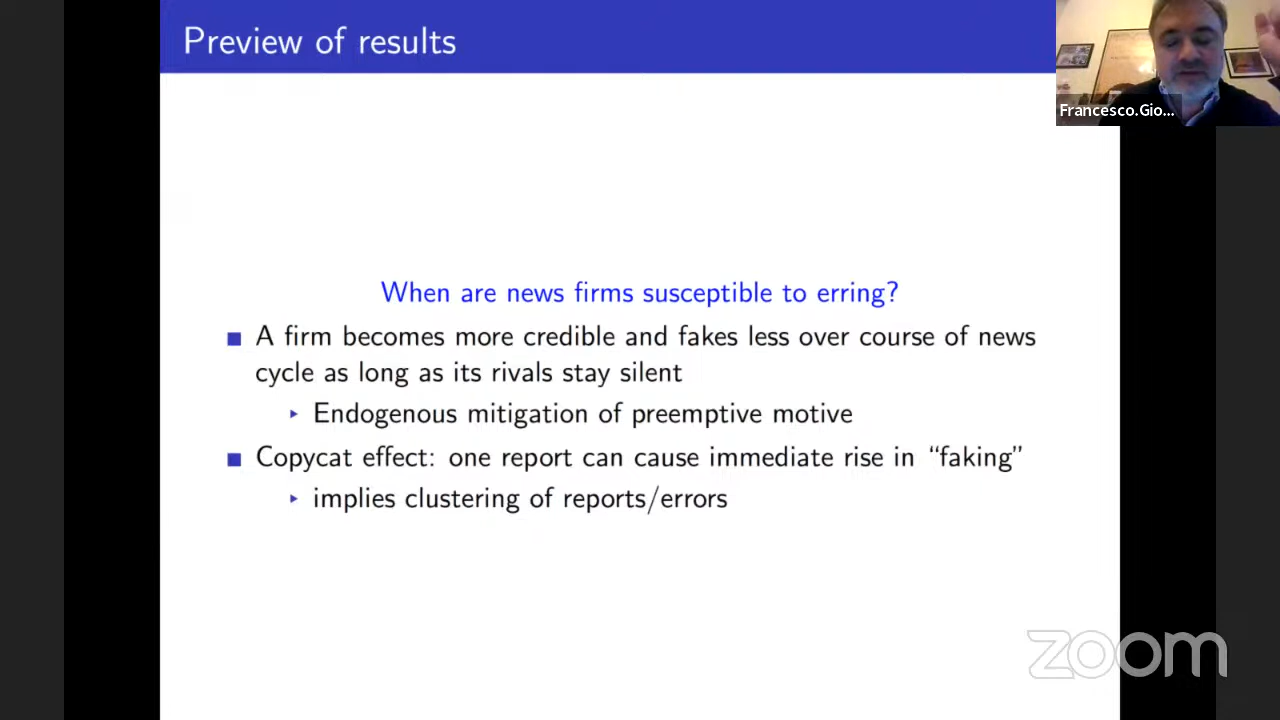 Preview of results
Francesco.Gio...
When are news firms susceptible to erring?
A firm becomes more credible and fakes less over course of news
cycle as long as its rivals stay silent
Endogenous mitigation of preemptive motive
Copycat effect: one report can cause immediate rise in “faking”
implies clustering of reports/errors
zoom